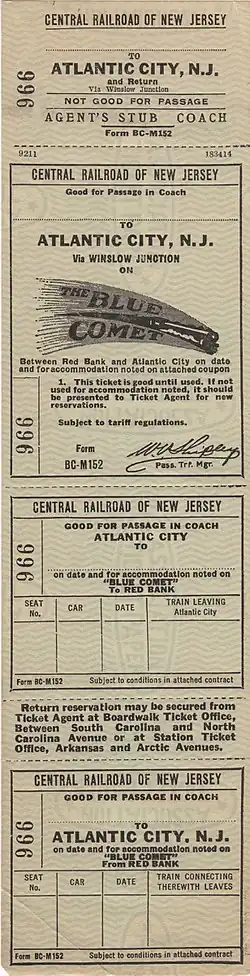 CENTRAL RAILROAD OF NEW JERSEY
TO
ATLANTIC CITY, N.J.
and Return
Via Winslow Junction
NOT GOOD FOR PASSAGE
AGENT'S STUB COACH
Form BC-M152
966
9211 183414
CENTRAL RAILROAD OF NEW JERSEY
Good for Passage in Coach
TO
ATLANTIC CITY, N.J.
Via WINSLOW JUNCTION
ON
THE BLUE
COMET
Between Red Bank and Atlantic City on date
and for accommodation noted on attached coupon
1. This ticket is good until used. If not
used for accommodation noted, it should
be presented to Ticket Agent for new
reservations.
Subject to tariff regulations.
966
Form
BC-M152
Pass. Trf. Mgr.
CENTRAL RAILROAD OF NEW JERSEY
GOOD FOR PASSAGE IN COACH
ATLANTIC CITY
TO
966
on date and for accommodation noted on
"BLUE COMET"
To RED BANK
SEAT No. CAR DATE TRAIN LEAVING Atlantic City
Form BC-M152 Subject to conditions in attached contract
Return reservation may be secured from
Ticket Agent at Boardwalk Ticket Office,
Between South Carolina and North
Carolina Avenue or at Station Ticket
Office, Arkansas and Arctic Avenues.
CENTRAL RAILROAD OF NEW JERSEY
GOOD FOR PASSAGE IN COACH
TO
ATLANTIC CITY, N.J.
966
on date and for accommodation noted on
"BLUE COMET"
From RED BANK
SEAT No. CAR DATE TRAIN CONNECTING THEREWITH LEAVES
Form BC-M152 Subject to conditions in attached contract